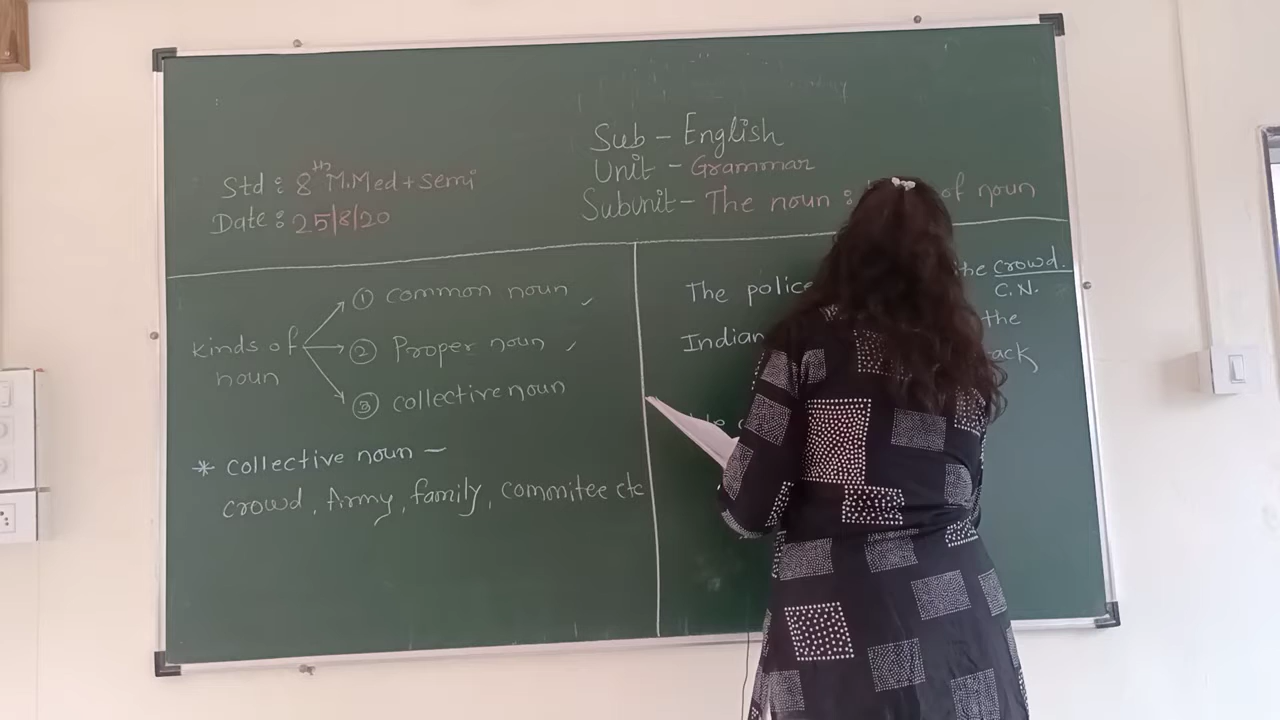 Sub - English
Unit - Grammar
Subunit - The noun : of noun
Std : 8th M.Med + Semi
Date : 25/8/20
Kinds of noun
① Common noun
② Proper noun
③ collective noun
* collective noun -
crowd, Army, family, commitee etc
The police the crowd.
C.N.
Indian the